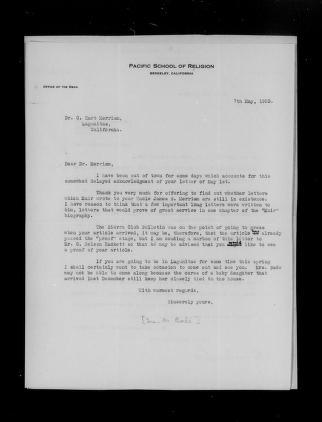 PACIFIC SCHOOL OF RELIGION
BERKELEY, CALIFORNIA
OFFICE OF THE DEAN
7th May,
Dr. C. Hart Merriam,
Lagunitas,
California.
Dear Dr. Merriam,
I have been out of town for some days which accounts for this
somewhat delayed acknowledgment of your letter of May 1st.
Thank you very much for offering to find out whether letters
which Muir wrote to your Uncle James S. Merriam are still in existence.
I have reason to think that a few important long letters were written to
him, letters that would prove of great service in one chapter of the "Muir"
biography.
The Sierra Club Bulletin was on the point of going to press
when your article arrived, it may be, therefore, that the article already
passed the "proof" stage, but I am sending a carbon of this letter to
Mr. C. Nelson Hackett so that he may be advised that you would like to see
a proof of your article.
If you are going to be in Lagunitas for some time this spring
I shall certainly want to take occasion to come out and see you. Mrs. Bade
may not be able to come along because the cares of a baby daughter that
arrived last December still keep her closely tied to the house.
With warmest regards,
Sincerely yours,